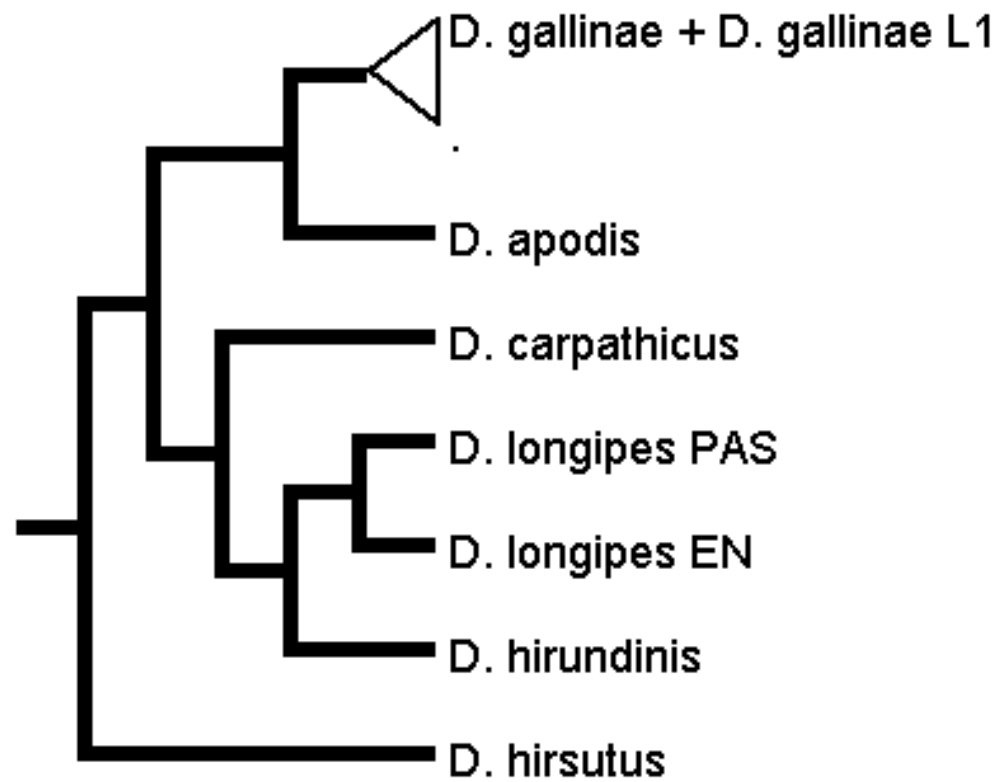 D. gallinae + D. gallinae L1
.
D. apodis
D. carpathicus
D. longipes PAS
D. longipes EN
D. hirundinis
D. hirsutus